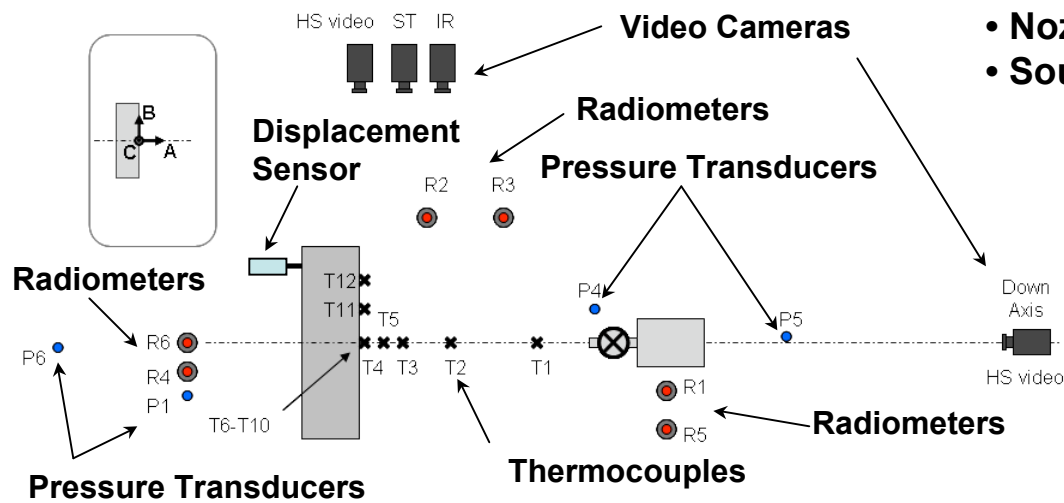 HS video ST IR
Video Cameras
• Noz
• Sou
B
C A
Displacement
Sensor
Radiometers
Pressure Transducers
R2 R3
Radiometers
T12
T11
T5
P4
P5
Down
Axis
P6
R6
R4
P1
T4 T3 T2 T1
HS video
R1
R5
T6-T10
Radiometers
Thermocouples
Pressure Transducers